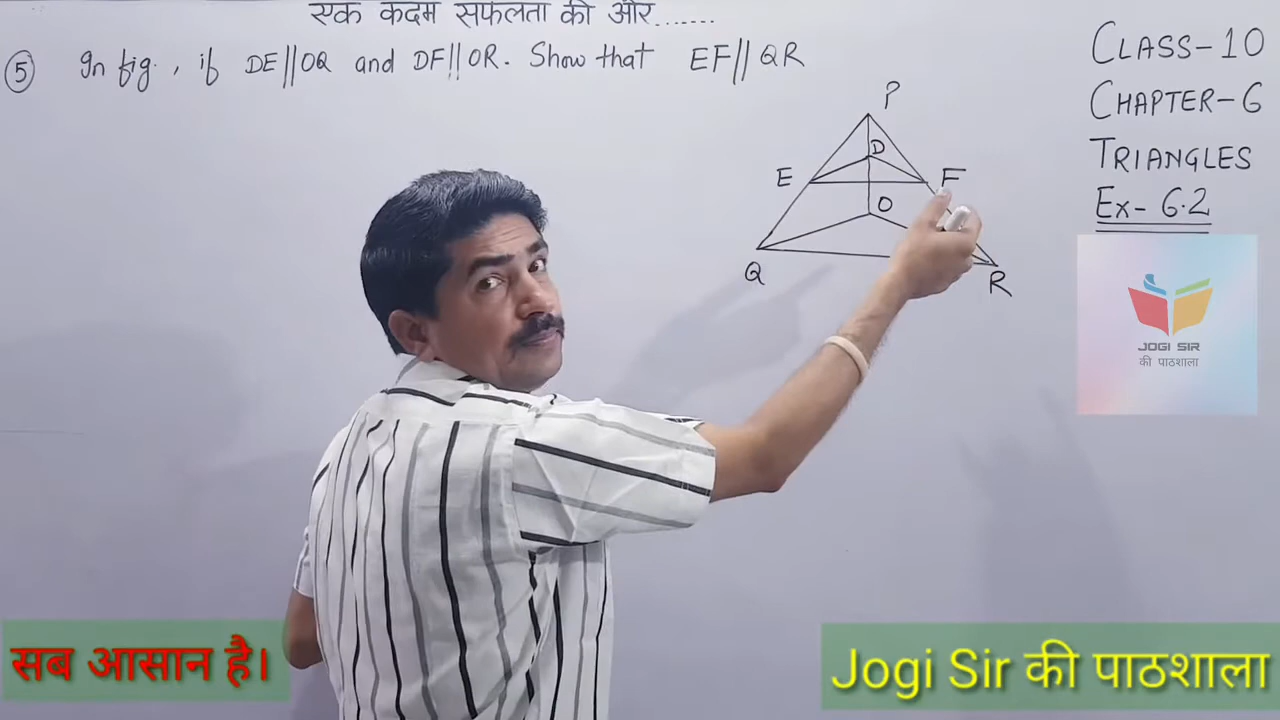 एक कदम सफलता की और.......
⑤ In fig., if DE||OQ and DF||OR. Show that EF||QR
CLASS-10
CHAPTER-6
TRIANGLES
Ex- 6.2
P
D
E
F
O
Q
R
JOGI SIR
की पाठशाला
सब आसान है।
Jogi Sir की पाठशाला